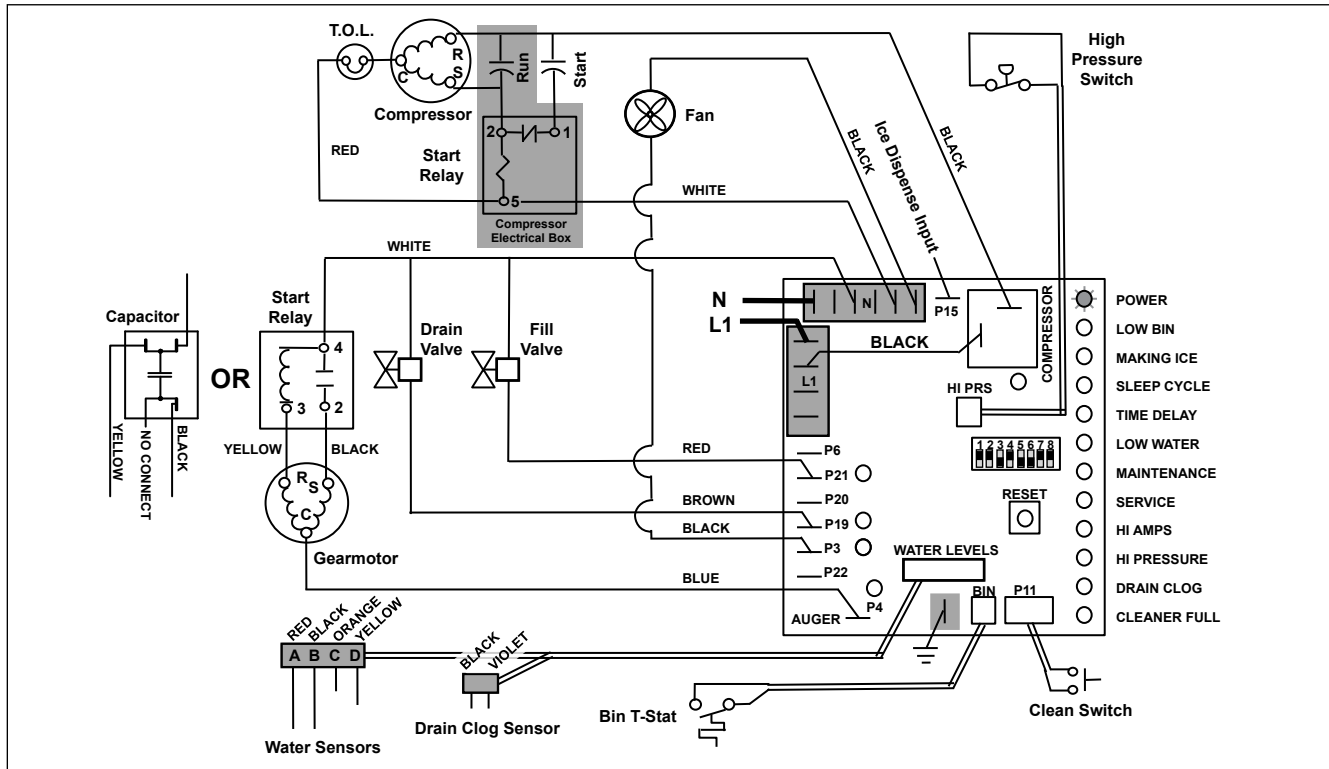 T.O.L.
R
S
C
Compressor
Run
Start
RED
2
1
Start
Relay
5
Compressor
Electrical Box
WHITE
Fan
BLACK
Ice Dispense Input
BLACK
High
Pressure
Switch
WHITE
Capacitor
OR
YELLOW
NO CONNECT
BLACK
Start
Relay
4
3
2
YELLOW
BLACK
R
S
C
Gearmotor
Drain
Valve
Fill
Valve
N
L1
N
P15
BLACK
L1
COMPRESSOR
HI PRS
1 2 3 4 5 6 7 8
RESET
POWER
LOW BIN
MAKING ICE
SLEEP CYCLE
TIME DELAY
LOW WATER
MAINTENANCE
SERVICE
HI AMPS
HI PRESSURE
DRAIN CLOG
CLEANER FULL
P6
RED
P21
P20
BROWN
P19
BLACK
P3
P22
BLUE
P4
AUGER
WATER LEVELS
BIN
P11
RED
BLACK
ORANGE
YELLOW
A B C D
Water Sensors
BLACK
VIOLET
Drain Clog Sensor
Bin T-Stat
Clean Switch